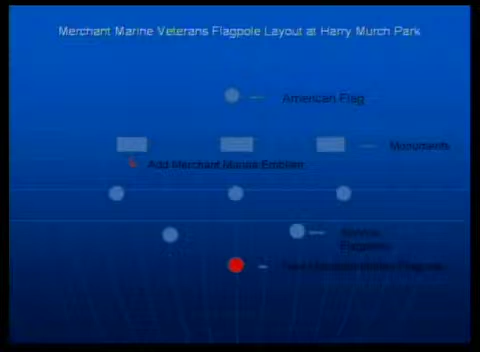 Merchant Marine Veterans Flagpole Layout at Harry Murch Park
American Flag
Monuments
Add Merchant Marine Emblem
Service
Flagpoles